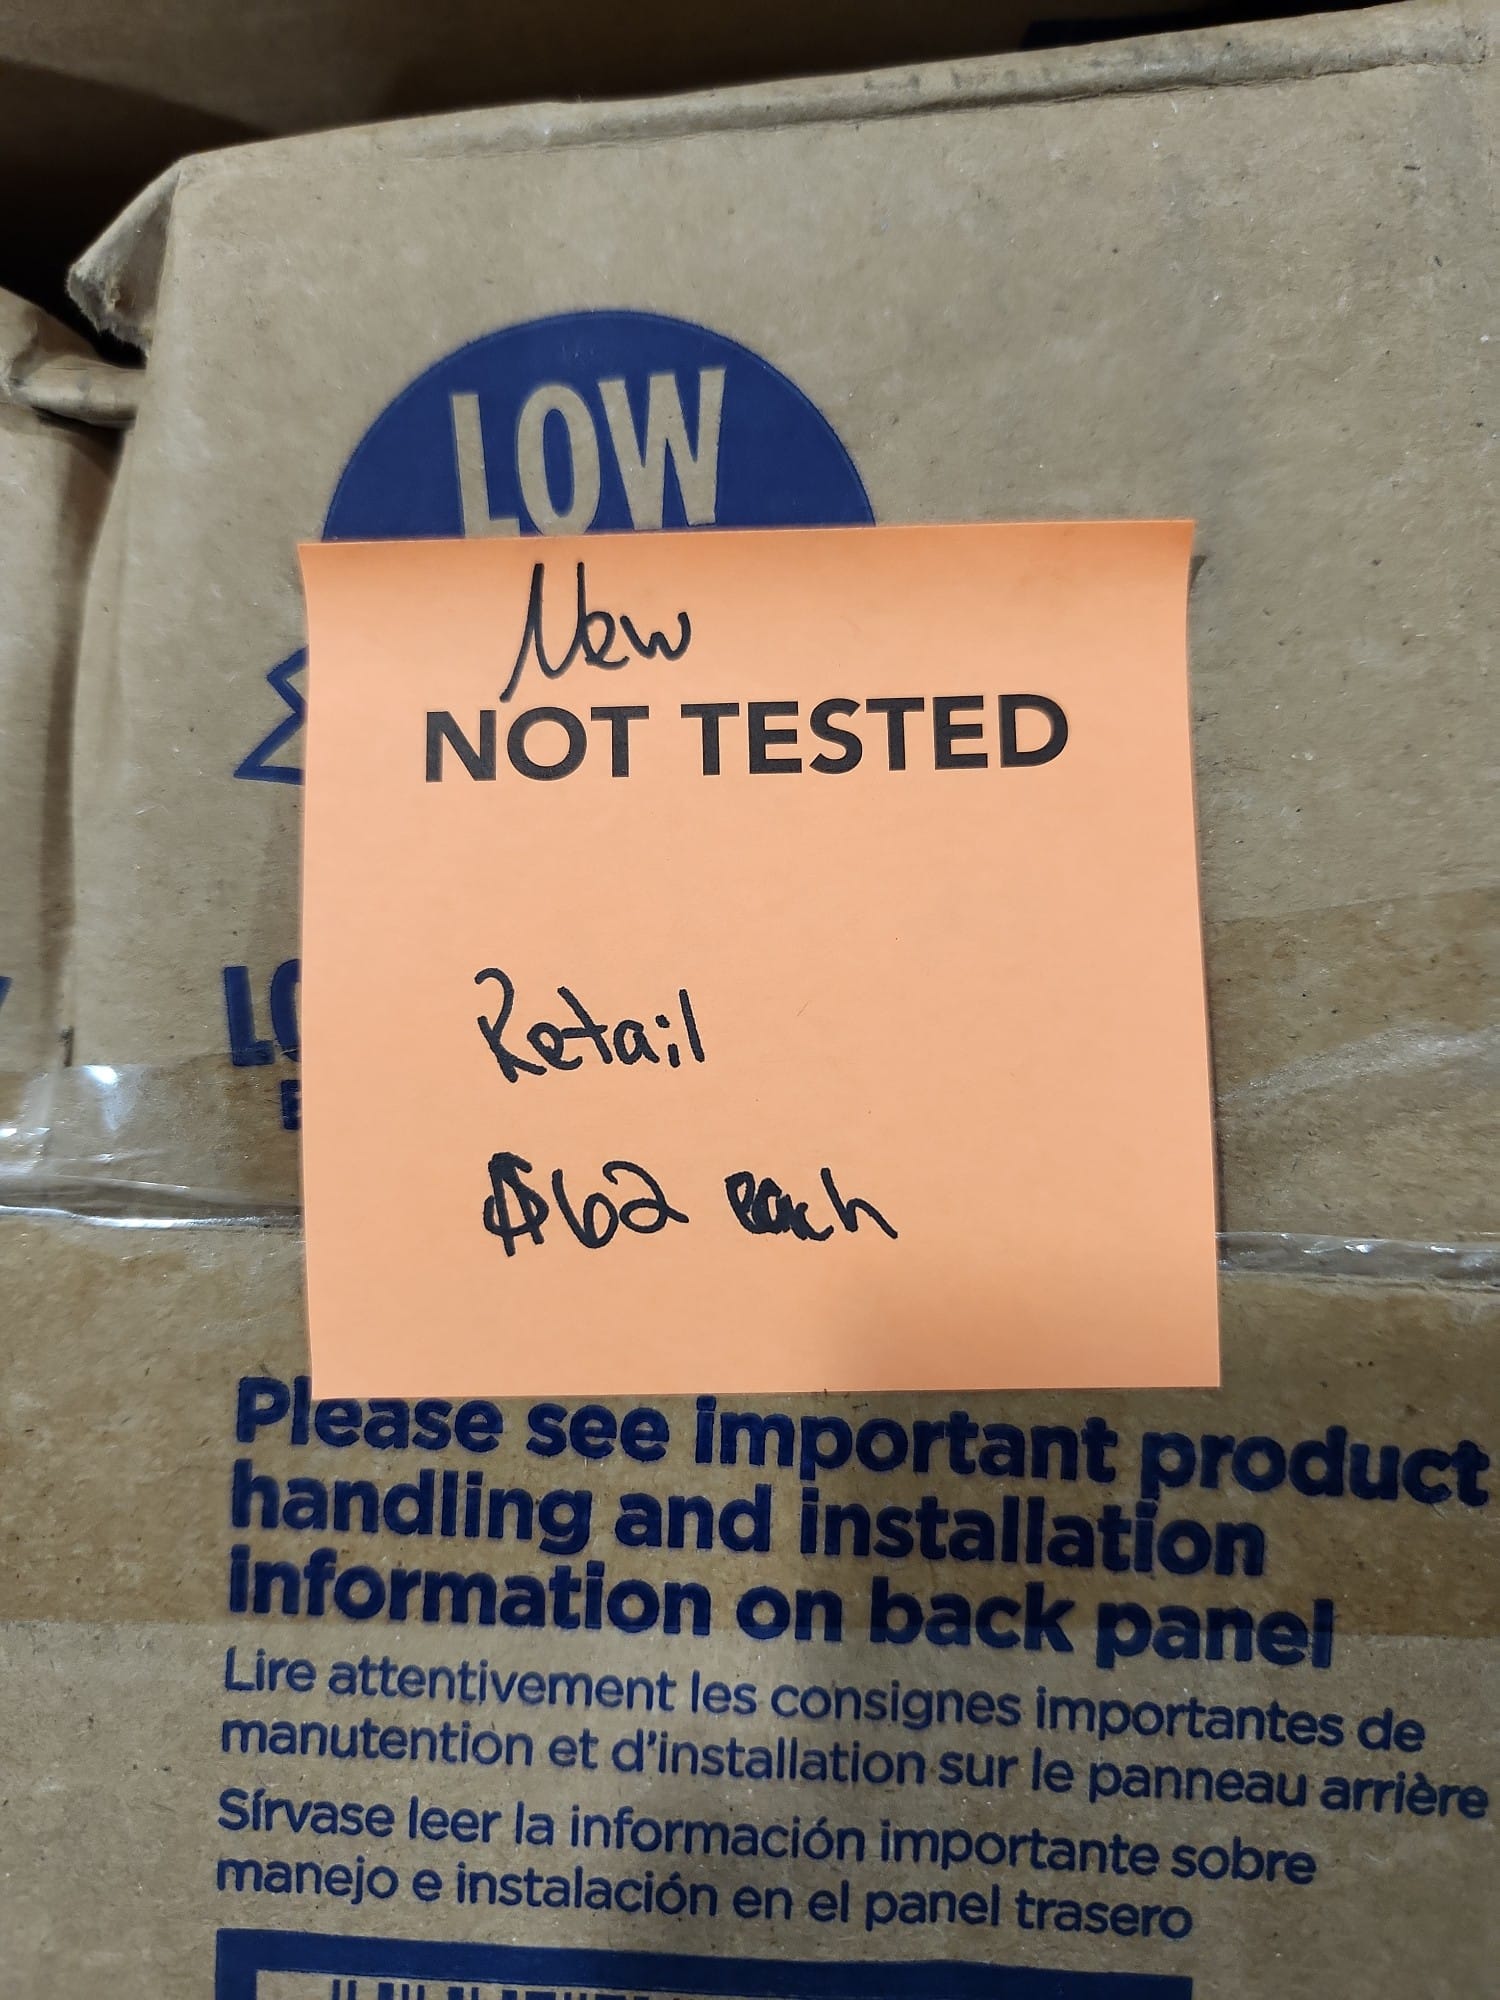 LOW
New
NOT TESTED
Retail
$62 each
Please see important product
handling and installation
information on back panel
Lire attentivement les consignes importantes de
manutention et d'installation sur le panneau arrière
Sírvase leer la información importante sobre
manejo e instalación en el panel trasero